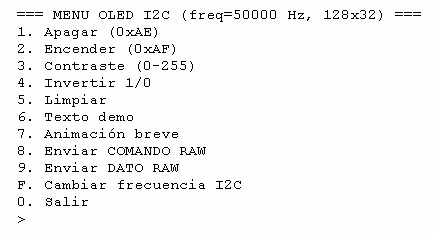 === MENU OLED I2C (freq=50000 Hz, 128x32) ===
1. Apagar (0xAE)
2. Encender (0xAF)
3. Contraste (0-255)
4. Invertir 1/0
5. Limpiar
6. Texto demo
7. Animación breve
8. Enviar COMANDO RAW
9. Enviar DATO RAW
F. Cambiar frecuencia I2C
0. Salir
>